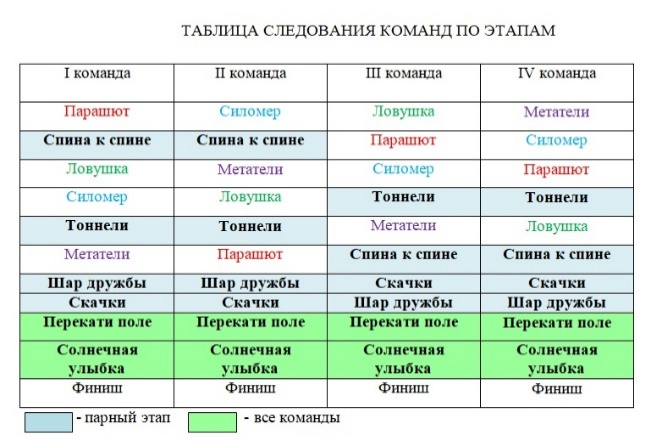 ТАБЛИЦА СЛЕДОВАНИЯ КОМАНД ПО ЭТАПАМ
I команда II команда III команда IV команда
Парашют Силомер Ловушка Метатели
Спина к спине Спина к спине Парашют Силомер
Ловушка Метатели Силомер Парашют
Силомер Ловушка Тоннели Тоннели
Тоннели Тоннели Метатели Ловушка
Метатели Парашют Спина к спине Спина к спине
Шар дружбы Шар дружбы Скачки Скачки
Скачки Скачки Шар дружбы Шар дружбы
Перекати поле Перекати поле Перекати поле Перекати поле
Солнечная Солнечная Солнечная Солнечная
улыбка улыбка улыбка улыбка
Финиш Финиш Финиш Финиш
- парный этап - все команды